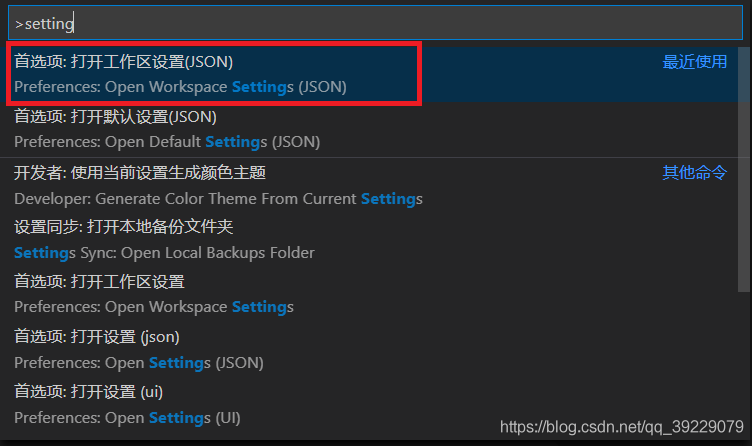 >setting
首选项: 打开工作区设置(JSON) 最近使用
Preferences: Open Workspace Settings (JSON)
首选项: 打开默认设置(JSON)
Preferences: Open Default Settings (JSON)
开发者: 使用当前设置生成颜色主题 其他命令
Developer: Generate Color Theme From Current Settings
设置同步: 打开本地备份文件夹
Settings Sync: Open Local Backups Folder
首选项: 打开工作区设置
Preferences: Open Workspace Settings
首选项: 打开设置 (json)
Preferences: Open Settings (JSON)
首选项: 打开设置 (ui)
Preferences: Open Settings (UI)
https://blog.csdn.net/qq_39229079